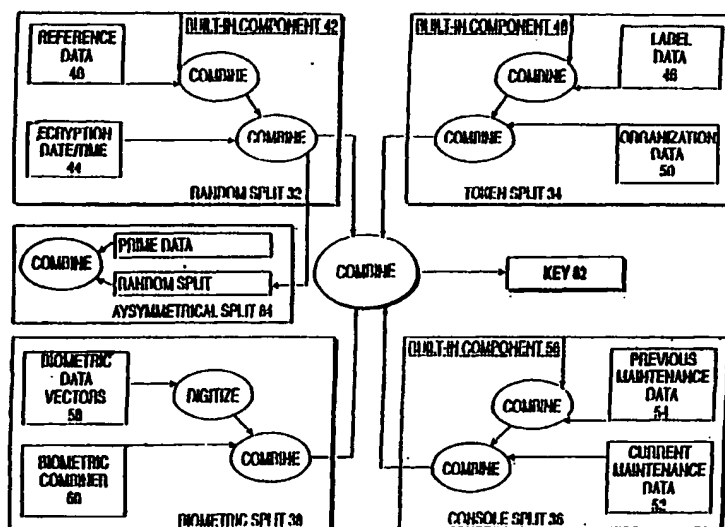 REFERENCE
DATA
40
BUILT-IN COMPONENT 42
COMBINE
ECRYPTION
DATE/TIME
44
COMBINE
RANDOM SPLIT 32
BUILT-IN COMPONENT 48
COMBINE
LABEL
DATA
46
COMBINE
ORGANIZATION
DATA
50
TOKEN SPLIT 34
COMBINE
PRIME DATA
RANDOM SPLIT
AYSYMMETRICAL SPLIT 64
COMBINE
KEY 62
BIOMETRIC
DATA
VECTORS
58
DIGITIZE
BIOMETRIC
COMBINER
60
COMBINE
BIOMETRIC SPLIT 38
BUILT-IN COMPONENT 56
COMBINE
PREVIOUS
MAINTENANCE
DATA
54
COMBINE
CURRENT
MAINTENANCE
DATA
52
CONSOLE SPLIT 36